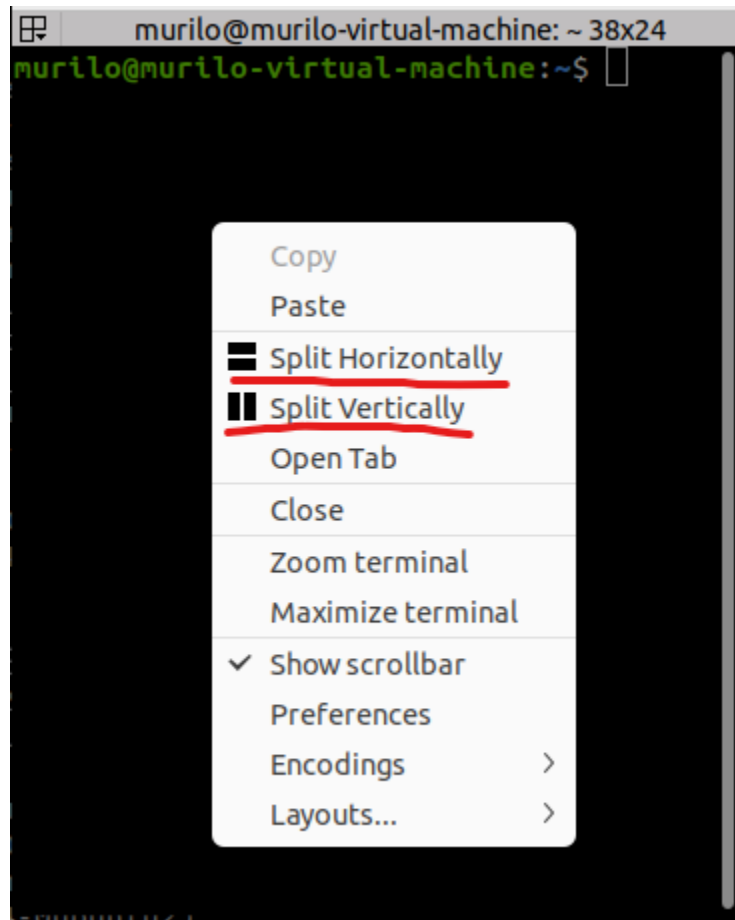 murilo@murilo-virtual-machine: ~ 38x24
murilo@murilo-virtual-machine:~$
Copy
Paste
Split Horizontally
Split Vertically
Open Tab
Close
Zoom terminal
Maximize terminal
Show scrollbar
Preferences
Encodings
Layouts...